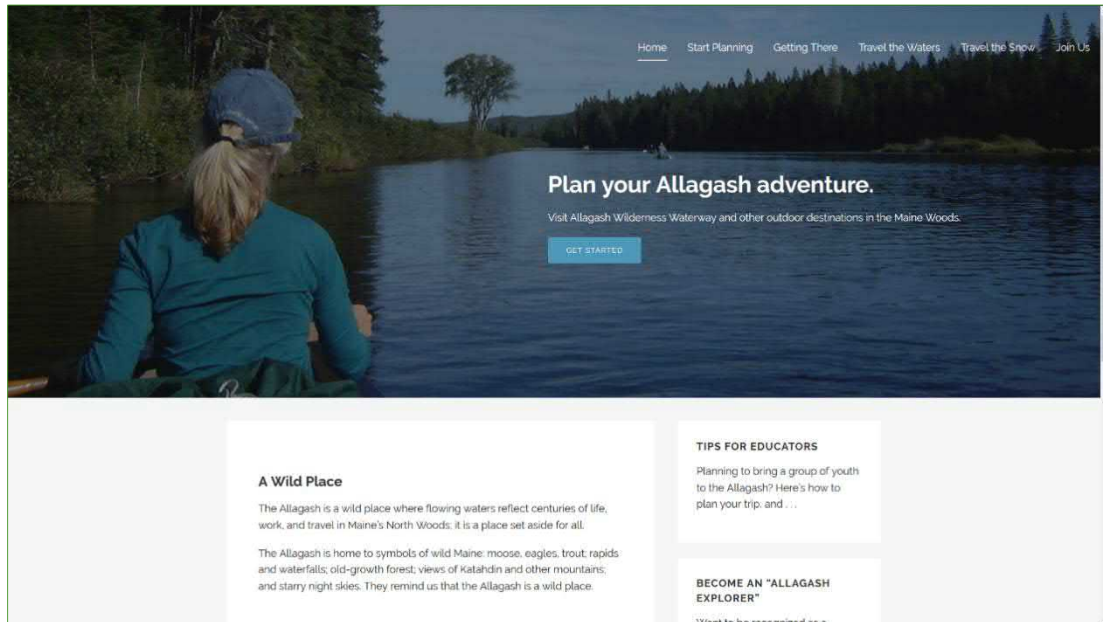 Home Start Planning Getting There Travel the Waters Travel the Snow Join Us
Plan your Allagash adventure.
Visit Allagash Wilderness Waterway and other outdoor destinations in the Maine Woods.
GET STARTED
A Wild Place
The Allagash is a wild place where flowing waters reflect centuries of life,
work, and travel in Maine's North Woods; it is a place set aside for all.
The Allagash is home to symbols of wild Maine: moose, eagles, trout; rapids
and waterfalls; old-growth forest; views of Katahdin and other mountains;
and starry night skies. They remind us that the Allagash is a wild place.
TIPS FOR EDUCATORS
Planning to bring a group of youth
to the Allagash? Here's how to
plan your trip, and . . .
BECOME AN "ALLAGASH
EXPLORER"
Want to be recognized as a